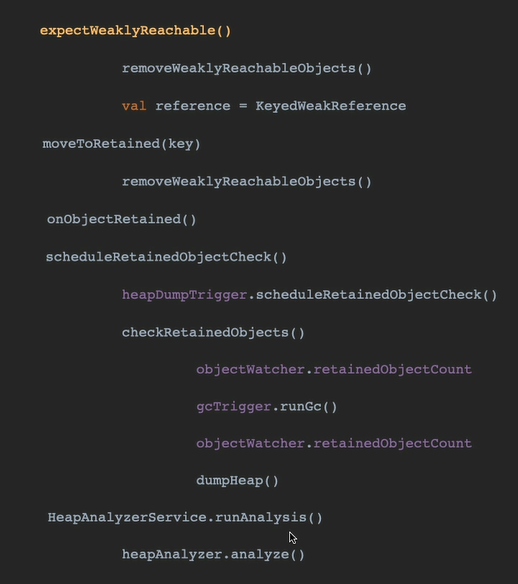 expectWeaklyReachable()
removeWeaklyReachableObjects()
val reference = KeyedWeakReference
moveToRetained(key)
removeWeaklyReachableObjects()
onObjectRetained()
scheduleRetainedObjectCheck()
heapDumpTrigger.scheduleRetainedObjectCheck()
checkRetainedObjects()
objectWatcher.retainedObjectCount
gcTrigger.runGc()
objectWatcher.retainedObjectCount
dumpHeap()
HeapAnalyzerService.runAnalysis()
heapAnalyzer.analyze()